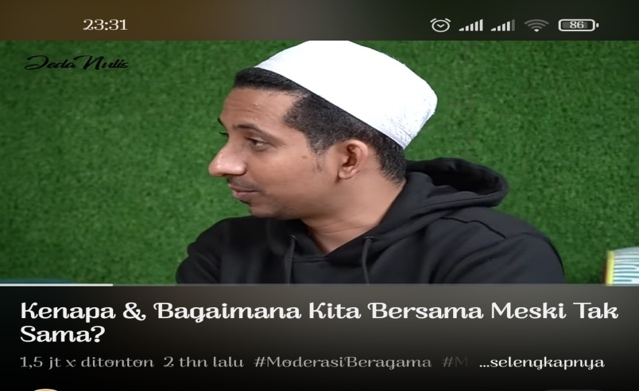 23:31
86
Jeda Nulis
Kenapa & Bagaimana Kita Bersama Meski Tak
Sama?
1,5 jt x ditonton 2 thn lalu #ModerasiBeragama #M ...selengkapnya